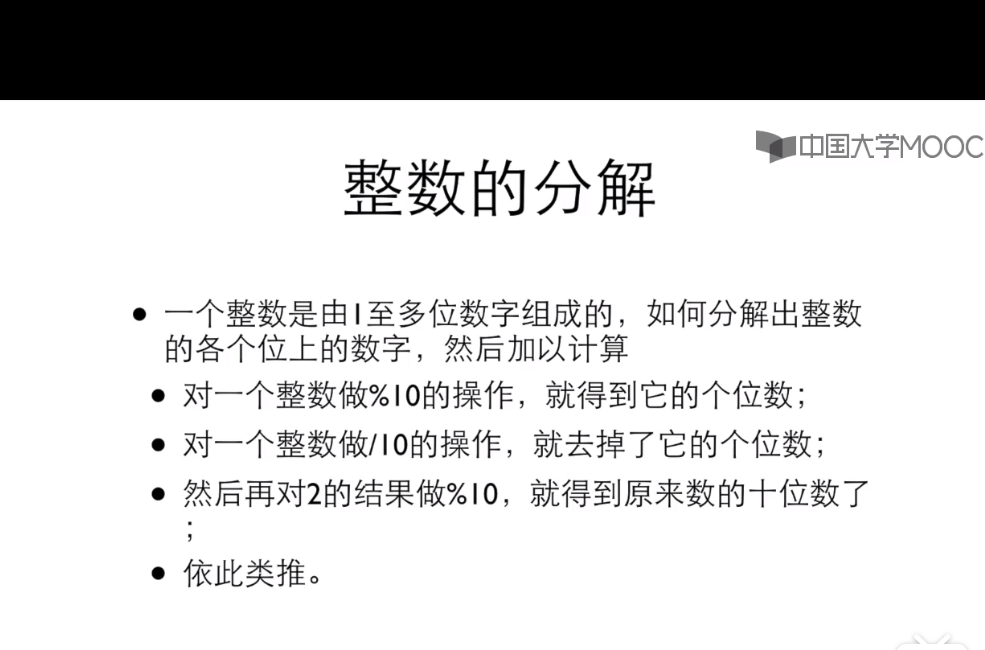 中国大学MOOC
整数的分解
• 一个整数是由1至多位数字组成的，如何分解出整数
的各个位上的数字，然后加以计算
• 对一个整数做%10的操作，就得到它的个位数；
• 对一个整数做/10的操作，就去掉了它的个位数；
• 然后再对2的结果做%10，就得到原来数的十位数了
；
• 依此类推。